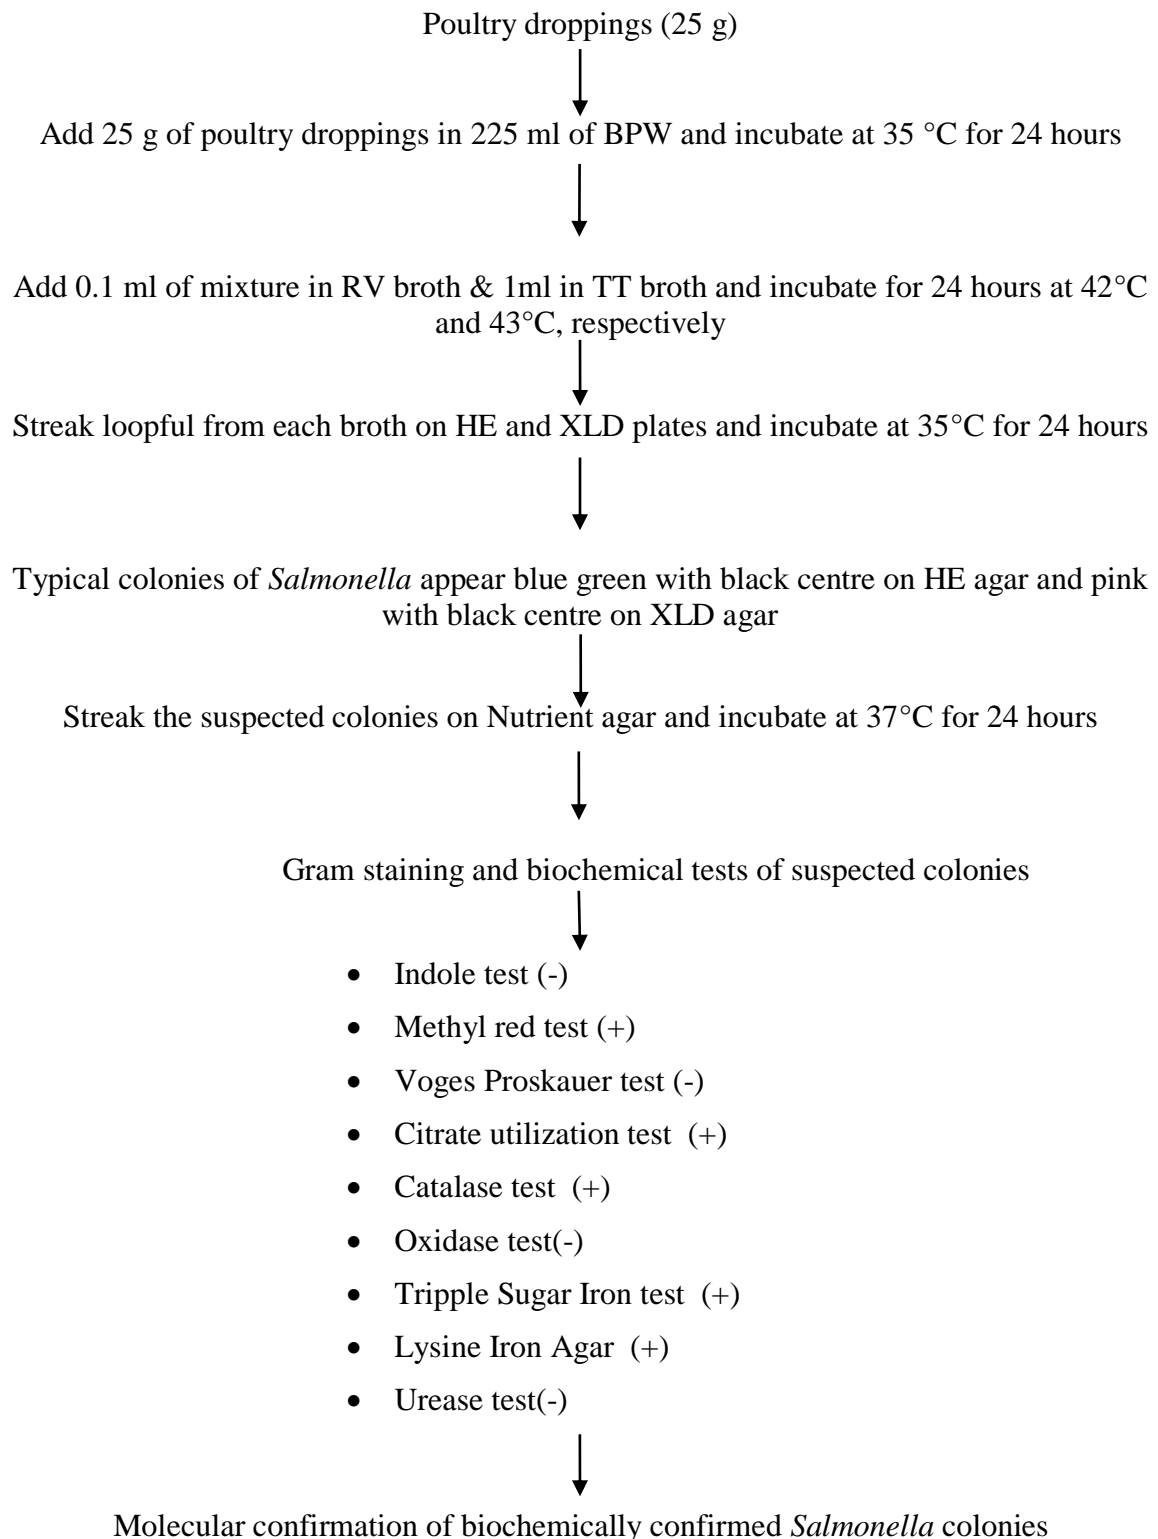 Poultry droppings (25 g)
Add 25 g of poultry droppings in 225 ml of BPW and incubate at 35 °C for 24 hours
Add 0.1 ml of mixture in RV broth & 1ml in TT broth and incubate for 24 hours at 42°C
and 43°C, respectively
Streak loopful from each broth on HE and XLD plates and incubate at 35°C for 24 hours
Typical colonies of Salmonella appear blue green with black centre on HE agar and pink
with black centre on XLD agar
Streak the suspected colonies on Nutrient agar and incubate at 37°C for 24 hours
Gram staining and biochemical tests of suspected colonies
• Indole test (-)
• Methyl red test (+)
• Voges Proskauer test (-)
• Citrate utilization test (+)
• Catalase test (+)
• Oxidase test(-)
• Tripple Sugar Iron test (+)
• Lysine Iron Agar (+)
• Urease test(-)
Molecular confirmation of biochemically confirmed Salmonella colonies